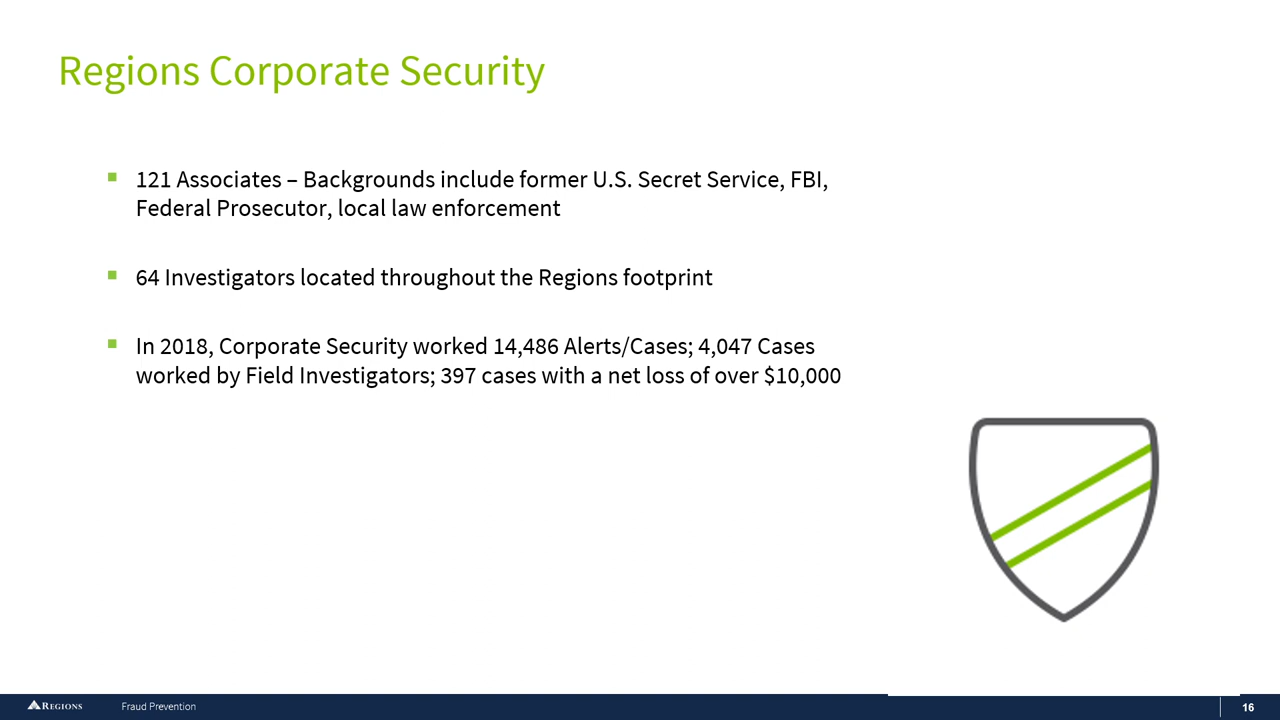 Regions Corporate Security
121 Associates – Backgrounds include former U.S. Secret Service, FBI,
Federal Prosecutor, local law enforcement
64 Investigators located throughout the Regions footprint
In 2018, Corporate Security worked 14,486 Alerts/Cases; 4,047 Cases
worked by Field Investigators; 397 cases with a net loss of over $10,000
REGIONS
Fraud Prevention
16